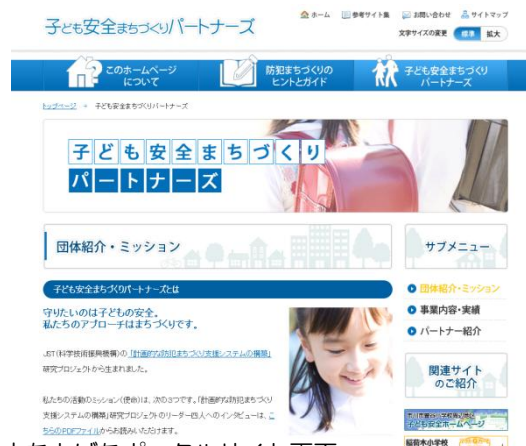 子ども安全まちづくりパートナーズ
ホーム 参考サイト集 お問い合わせ サイトマップ
文字サイズの変更 標準 拡大
このホームページについて
防犯まちづくりのヒントとガイド
子ども安全まちづくりパートナーズ
トップページ » 子ども安全まちづくりパートナーズ
子ども安全まちづくり
パートナーズ
団体紹介・ミッション
サブメニュー
子ども安全まちづくりパートナーズとは
守りたいのは子どもの安全。
私たちのアプローチはまちづくりです。
JST(科学技術振興機構)の「計画的な防犯まちづくり支援システムの構築」
研究プロジェクトから生まれました。
私たちの活動のミッション(使命)は、次の3つです。「計画的な防犯まちづくり
支援システムの構築」研究プロジェクトのリーダー四人へのインタビューは、こ
ちらのPDFファイルからお読みいただけます。
団体紹介・ミッション
事業内容・実績
パートナー紹介
関連サイト
のご紹介
子ども安全ホームページ
稲荷木小学校